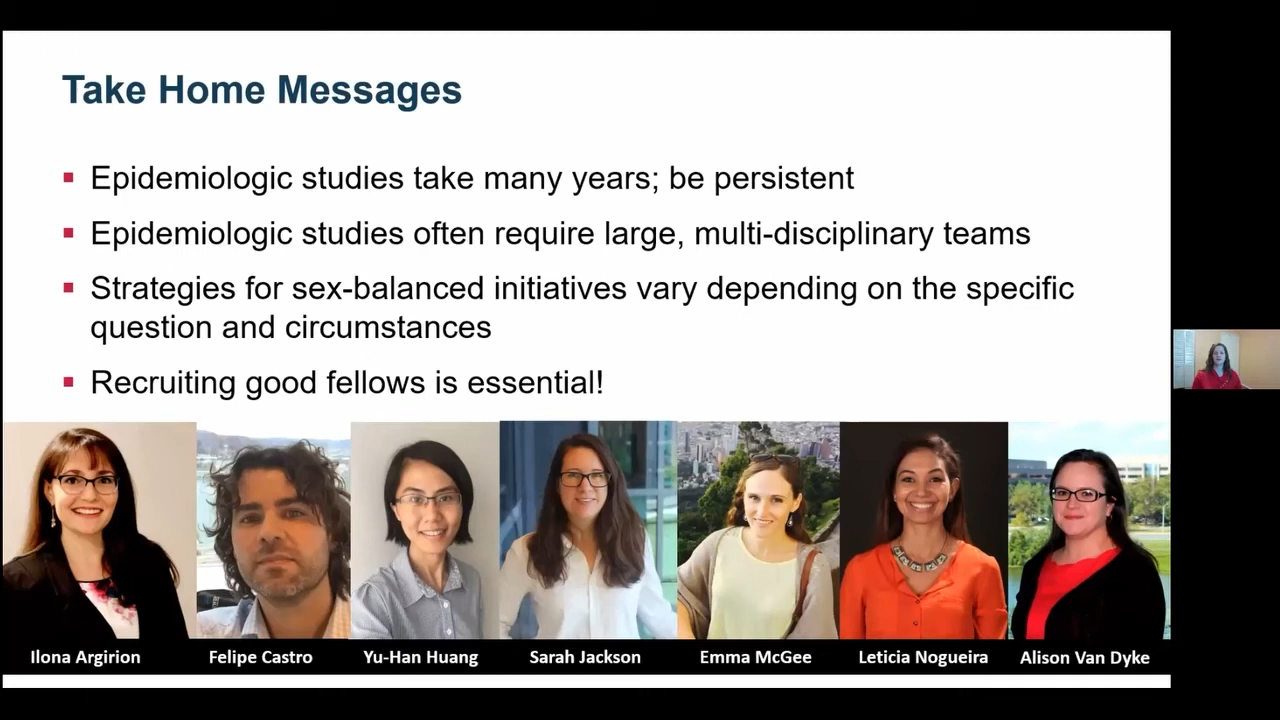 Take Home Messages
Epidemiologic studies take many years; be persistent
Epidemiologic studies often require large, multi-disciplinary teams
Strategies for sex-balanced initiatives vary depending on the specific
question and circumstances
Recruiting good fellows is essential!
Ilona Argirion
Felipe Castro
Yu-Han Huang
Sarah Jackson
Emma McGee
Leticia Nogueira
Alison Van Dyke